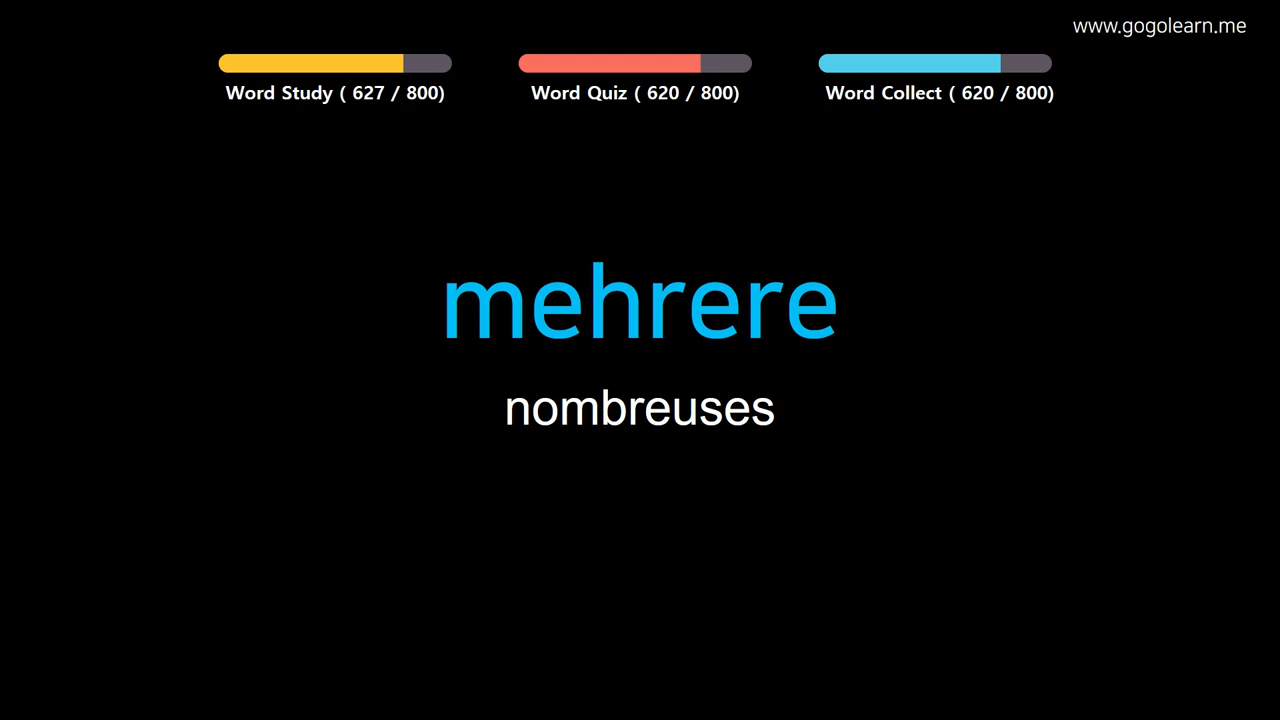 www.gogolearn.me
Word Study ( 627 / 800)
Word Quiz ( 620 / 800)
Word Collect ( 620 / 800)
mehrere
nombreuses